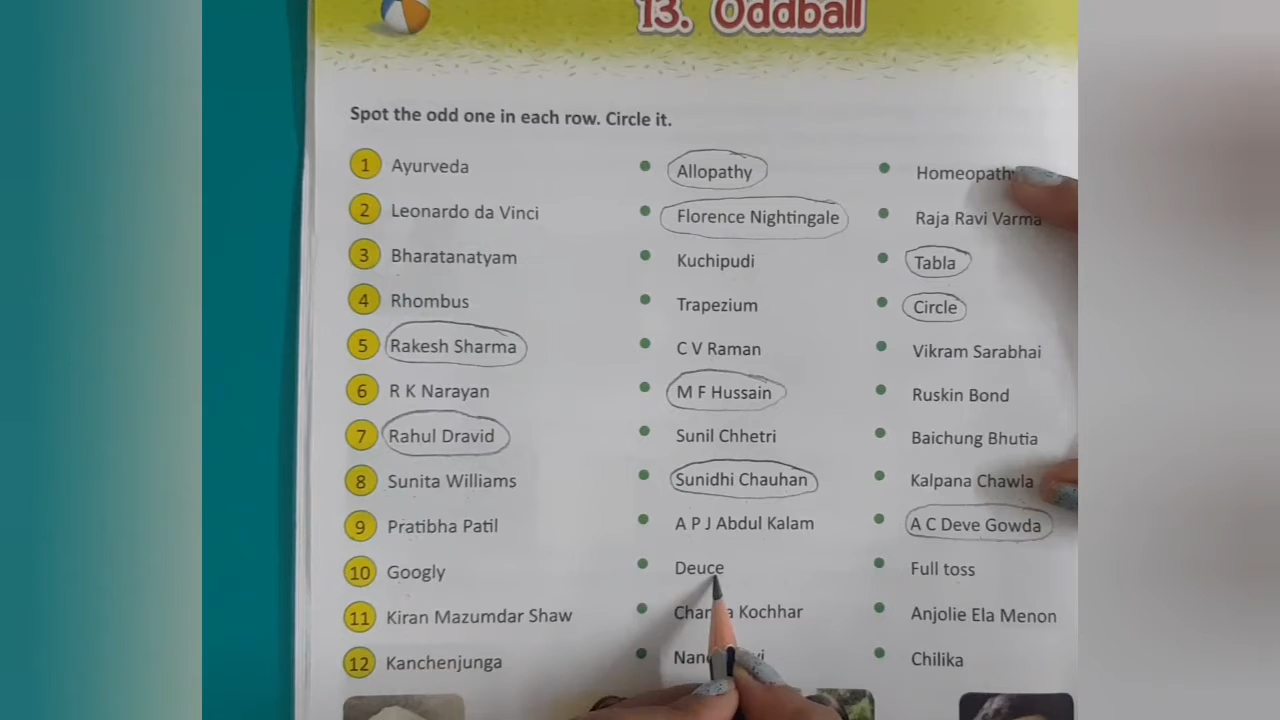 13. Oddball
Spot the odd one in each row. Circle it.
1 Ayurveda • Allopathy • Homeopathy
2 Leonardo da Vinci • Florence Nightingale • Raja Ravi Varma
3 Bharatanatyam • Kuchipudi • Tabla
4 Rhombus • Trapezium • Circle
5 Rakesh Sharma • C V Raman • Vikram Sarabhai
6 R K Narayan • M F Hussain • Ruskin Bond
7 Rahul Dravid • Sunil Chhetri • Baichung Bhutia
8 Sunita Williams • Sunidhi Chauhan • Kalpana Chawla
9 Pratibha Patil • A P J Abdul Kalam • A C Deve Gowda
10 Googly • Deuce • Full toss
11 Kiran Mazumdar Shaw • Kochhar • Anjolie Ela Menon
12 Kanchenjunga • • Chilika